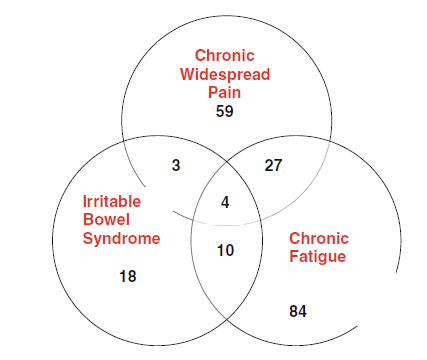 Chronic
Widespread
Pain
59
3
27
Irritable
Bowel
Syndrome
4
10
Chronic
Fatigue
18
84